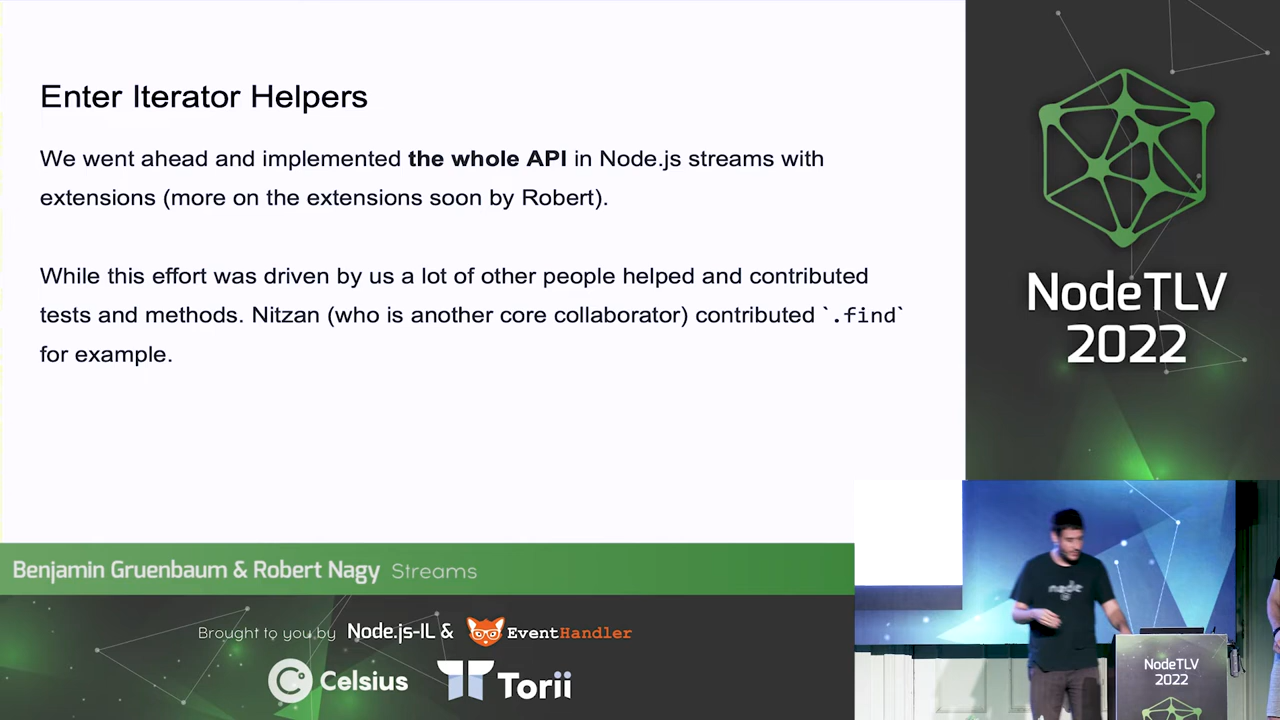 Enter Iterator Helpers
We went ahead and implemented the whole API in Node.js streams with
extensions (more on the extensions soon by Robert).
While this effort was driven by us a lot of other people helped and contributed
tests and methods. Nitzan (who is another core collaborator) contributed `.find`
for example.
NodeTLV
2022
Benjamin Gruenbaum & Robert Nagy Streams
Brought to you by Node.js-IL & EventHandler
Celsius Torii
node
NodeTLV
2022